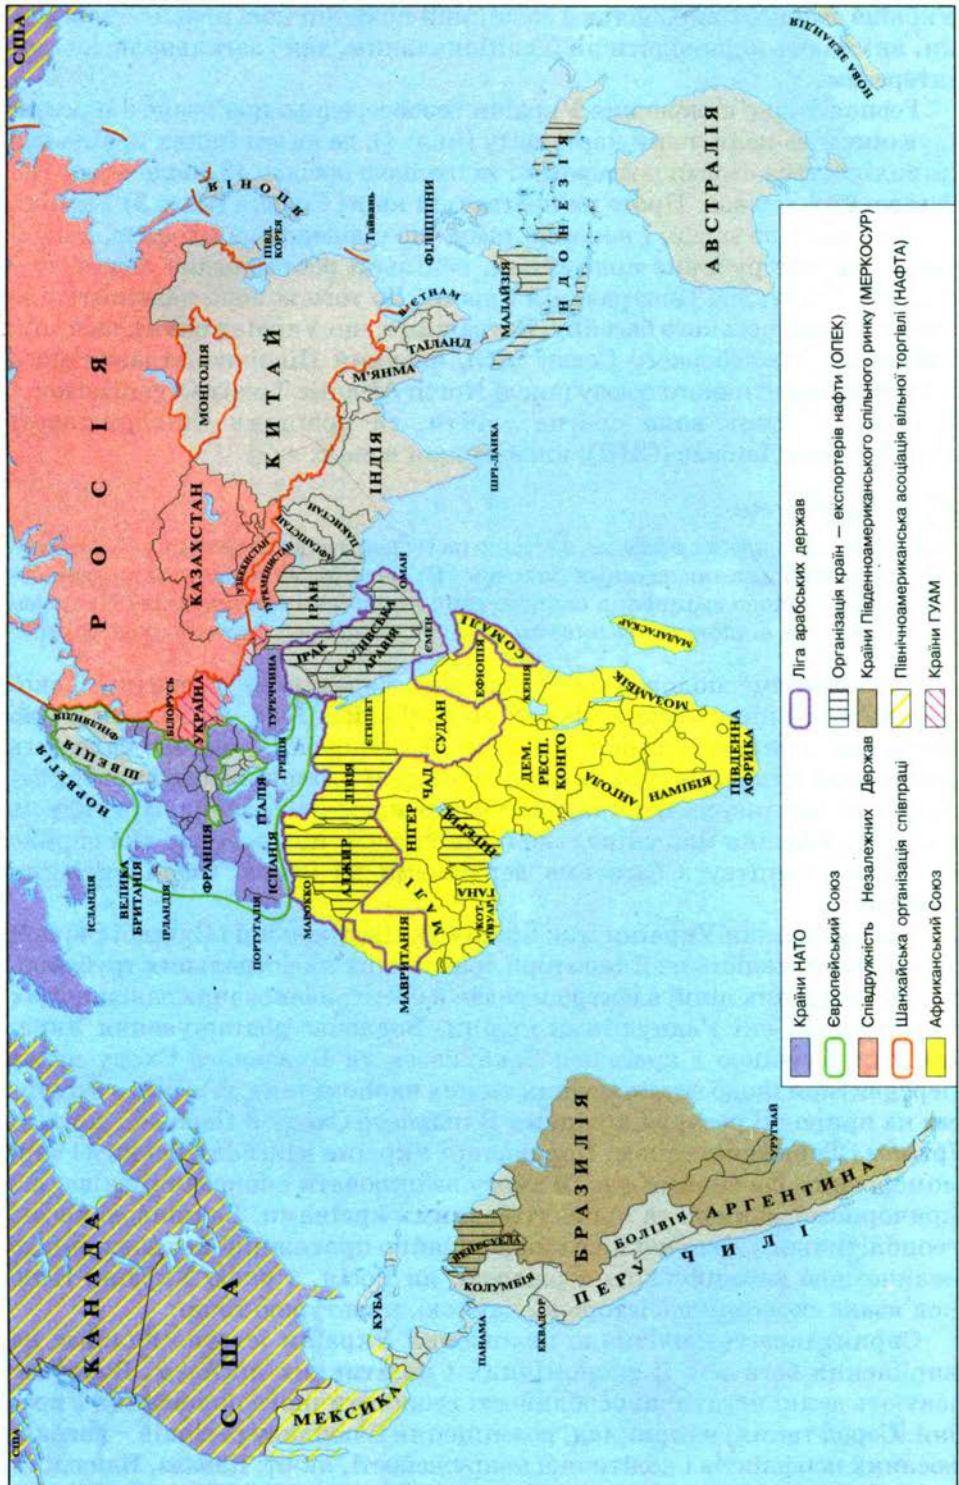 США
КАНАДА
США
США
МЕКСИКА
КУБА
ПАНАМА
ВЕНЕСУЕЛА
КОЛУМБІЯ
ЕКВАДОР
ПЕРУ
БРАЗИЛІЯ
БОЛІВІЯ
ЧИЛІ
АРГЕНТИНА
УРУГВАЙ
ІСЛАНДІЯ
НОРВЕГІЯ
ШВЕЦІЯ
ФІНЛЯНДІЯ
ВЕЛИКА
БРИТАНІЯ
ІРЛАНДІЯ
ФРАНЦІЯ
ПОРТУГАЛІЯ
ІСПАНІЯ
ІТАЛІЯ
ГРЕЦІЯ
БІЛОРУСЬ
УКРАЇНА
ТУРЕЧЧИНА
РОСІЯ
КАЗАХСТАН
УЗБЕКИСТАН
ТУРКМЕНІСТАН
МОНГОЛІЯ
КИТАЙ
ПІВД.
КОРЕЯ
ЯПОНІЯ
Тайвань
ФІЛІППІНИ
АФГАНІСТАН
ПАКИСТАН
ІРАН
ІРАК
САУДІВСЬКА
АРАВІЯ
ОМАН
ЄМЕН
ІНДІЯ
ШРІ-ЛАНКА
М'ЯНМА
ТАЇЛАНД
В'ЄТНАМ
МАЛАЙЗІЯ
ІНДОНЕЗІЯ
АВСТРАЛІЯ
НОВА ЗЕЛАНДІЯ
МАРОККО
АЛЖИР
ЛІВІЯ
ЄГИПЕТ
МАВРИТАНІЯ
МАЛІ
НІГЕР
ЧАД
СУДАН
ЕФІОПІЯ
СОМАЛІ
КОТ-
Д'ІВУАР
ГАНА
НІГЕРІЯ
КЕНІЯ
ДЕМ.
РЕСП.
КОНГО
АНГОЛА
НАМІБІЯ
МОЗАМБІК
МАДАГАСКАР
ПІВДЕННА
АФРИКА
Країни НАТО
Європейський Союз
Співдружність Незалежних Держав
Шанхайська організація співпраці
Африканський Союз
Ліга арабських держав
Організація країн – експортерів нафти (ОПЕК)
Країни Південноамериканського спільного ринку (МЕРКОСУР)
Північноамериканська асоціація вільної торгівлі (НАФТА)
Країни ГУАМ